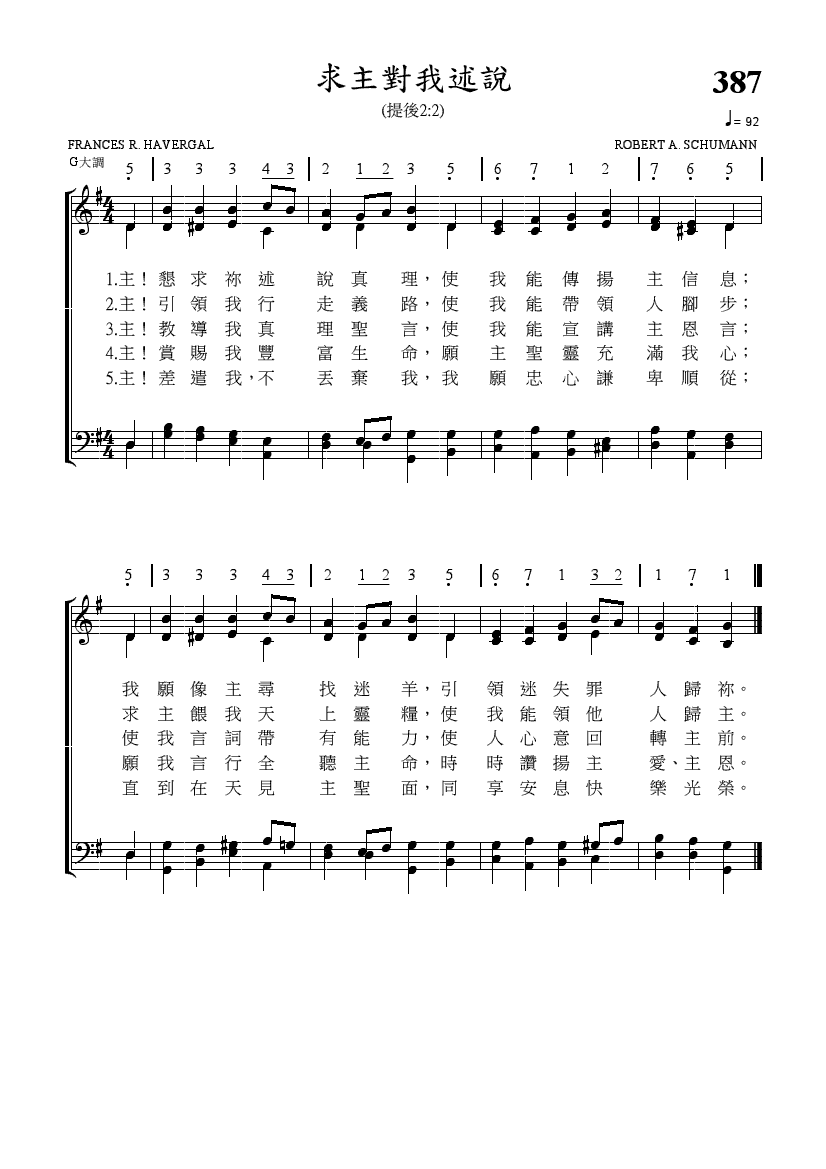 求主對我述說
387
(提後2:2)
♩= 92
FRANCES R. HAVERGAL
ROBERT A. SCHUMANN
G大調
5̣ | 3 3 3 4 3 | 2 1 2 3 5̣ | 6̣ 7̣ 1 2 | 7̣ 6̣ 5̣ |
1.主！懇求祢述說真理，使我能傳揚主信息；
2.主！引領我行走義路，使我能帶領人腳步；
3.主！教導我真理聖言，使我能宣講主恩言；
4.主！賞賜我豐富生命，願主聖靈充滿我心；
5.主！差遣我，不丟棄我，我願忠心謙卑順從；
5̣ | 3 3 3 4 3 | 2 1 2 3 5̣ | 6̣ 7̣ 1 3 2 | 1 7̣ 1
我願像主尋找迷羊，引領迷失罪人歸祢。
求主餵我天上靈糧，使我能領他人歸主。
使我言詞帶有能力，使人心意回轉主前。
願我言行全聽主命，時時讚揚主愛、主恩。
直到在天見主聖面，同享安息快樂光榮。